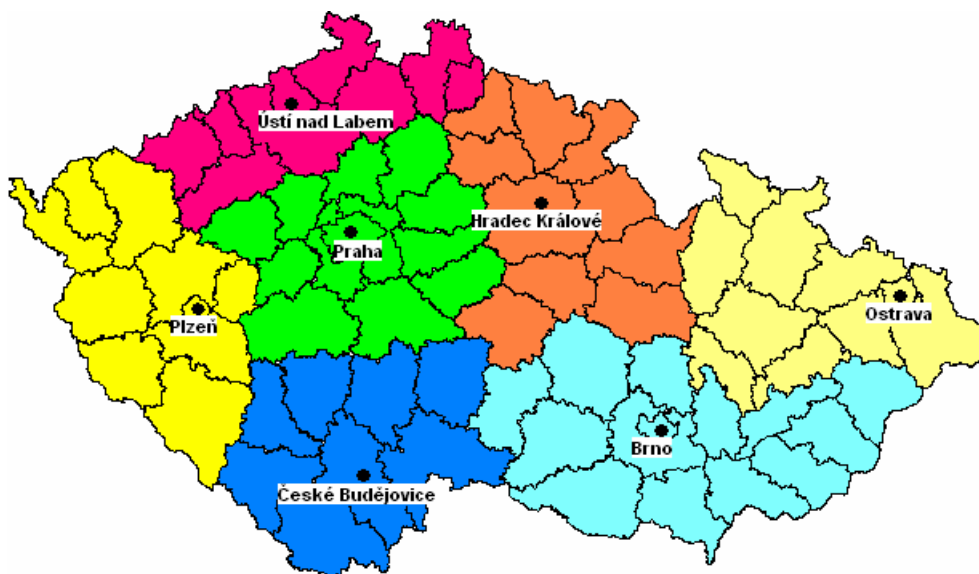 Ústí nad Labem
Hradec Králové
Praha
Ostrava
Plzeň
Brno
České Budějovice